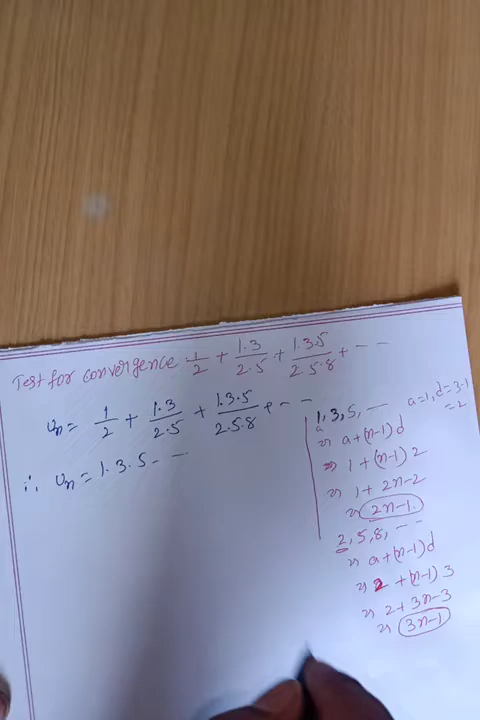 Test for convergence 1/2 + 1.3/2.5 + 1.3.5/2.5.8 + - -
Un = 1/2 + 1.3/2.5 + 1.3.5/2.5.8 + - -
∴ Un = 1.3.5 - -
1, 3, 5, - - a=1, d=3-1
=2
a
⇒ a+(n-1)d
⇒ 1+(n-1)2
⇒ 1+2n-2
⇒ 2n-1.
2, 5, 8, - -
⇒ a+(n-1)d
⇒ 2+(n-1)3
⇒ 2+3n-3
⇒ 3n-1